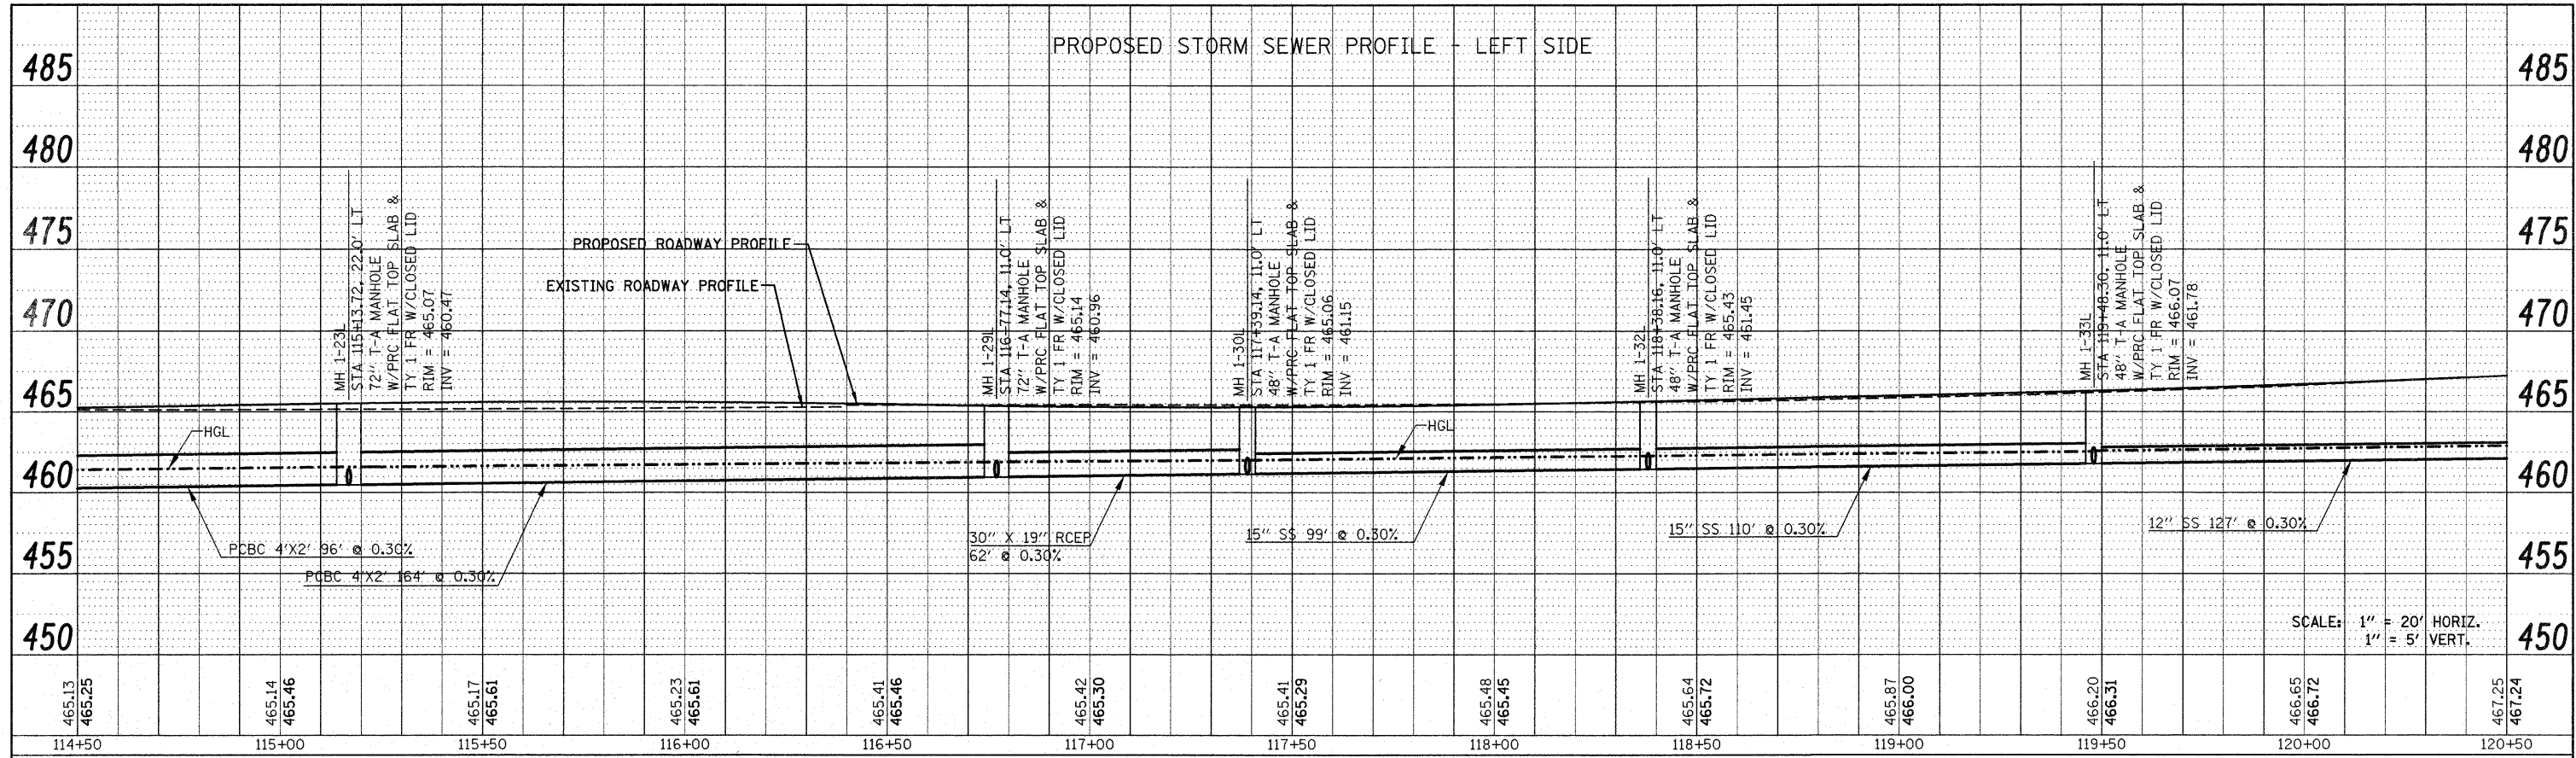 PROPOSED STORM SEWER PROFILE - LEFT SIDE
485
485
480
480
475
475
470
470
465
465
460
460
455
455
450
450
MH 1-23L
STA 115+13.72, 22.0' LT
72" T-A MANHOLE
W/PRC FLAT TOP SLAB &
TY 1 FR W/CLOSED LID
RIM = 465.07
INV = 460.47
PROPOSED ROADWAY PROFILE
EXISTING ROADWAY PROFILE
MH 1-29L
STA 116+77.14, 11.0' LT
72" T-A MANHOLE
W/PRC FLAT TOP SLAB &
TY 1 FR W/CLOSED LID
RIM = 465.14
INV = 460.96
MH 1-30L
STA 117+39.14, 11.0' LT
48" T-A MANHOLE
W/PRC FLAT TOP SLAB &
TY 1 FR W/CLOSED LID
RIM = 465.06
INV = 461.15
MH 1-32L
STA 118+38.16, 11.0' LT
48" T-A MANHOLE
W/PRC FLAT TOP SLAB &
TY 1 FR W/CLOSED LID
RIM = 465.43
INV = 461.45
MH 1-33L
STA 119+48.30, 11.0' LT
48" T-A MANHOLE
W/PRC FLAT TOP SLAB &
TY 1 FR W/CLOSED LID
RIM = 466.07
INV = 461.78
HGL
HGL
PCBC 4'X2' 96' @ 0.30%
PCBC 4'X2' 164' @ 0.30%
30" X 19" RCEP
62' @ 0.30%
15" SS 99' @ 0.30%
15" SS 110' @ 0.30%
12" SS 127' @ 0.30%
SCALE: 1" = 20' HORIZ.
1" = 5' VERT.
465.13
465.25
465.14
465.46
465.17
465.61
465.23
465.61
465.41
465.46
465.42
465.30
465.41
465.29
465.48
465.45
465.64
465.72
465.87
466.00
466.20
466.31
466.65
466.72
467.25
467.24
114+50
115+00
115+50
116+00
116+50
117+00
117+50
118+00
118+50
119+00
119+50
120+00
120+50